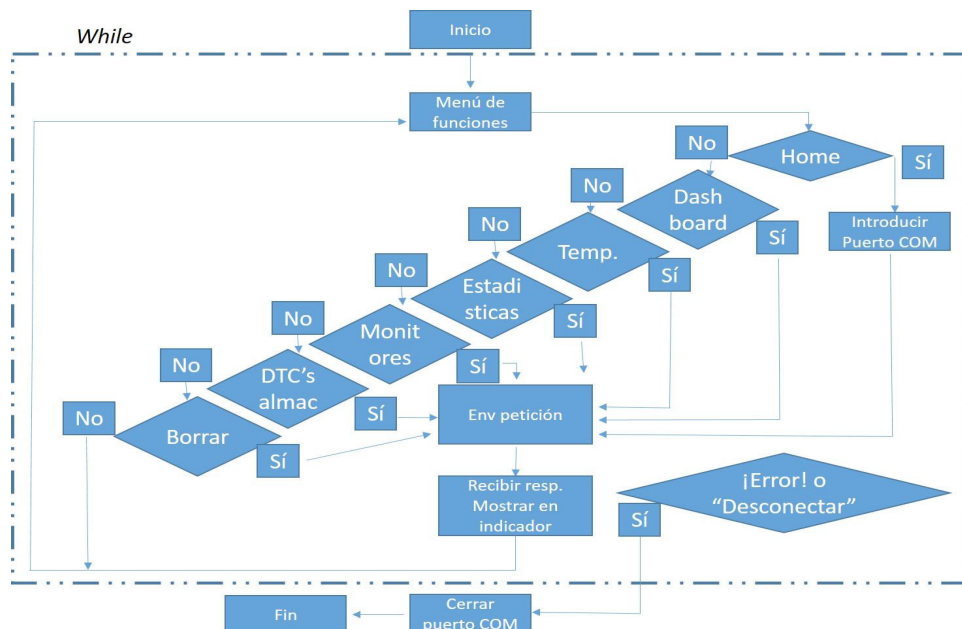 While
Inicio
Menú de
funciones
Home
Sí
No
Dash
board
Sí
Introducir
Puerto COM
No
Temp.
Sí
No
Estadi
sticas
Sí
No
Monit
ores
Sí
No
DTC's
almac
Sí
No
Borrar
Sí
No
Env petición
Recibir resp.
Mostrar en
indicador
¡Error! o
“Desconectar”
Sí
Cerrar
puerto COM
Fin